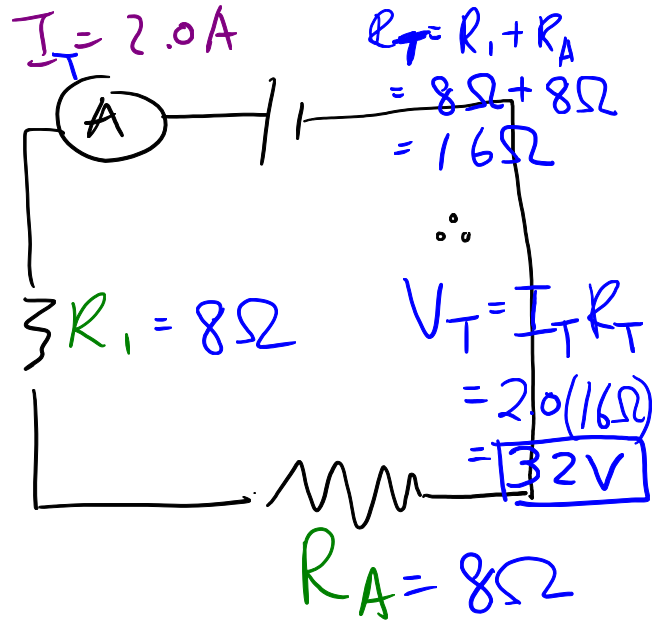 I_T = 2.0A
R_T = R_1 + R_A
= 8Ω + 8Ω
= 16Ω
A
∴
R_1 = 8Ω
V_T = I_T R_T
= 2.0(16Ω)
= 32V
R_A = 8Ω